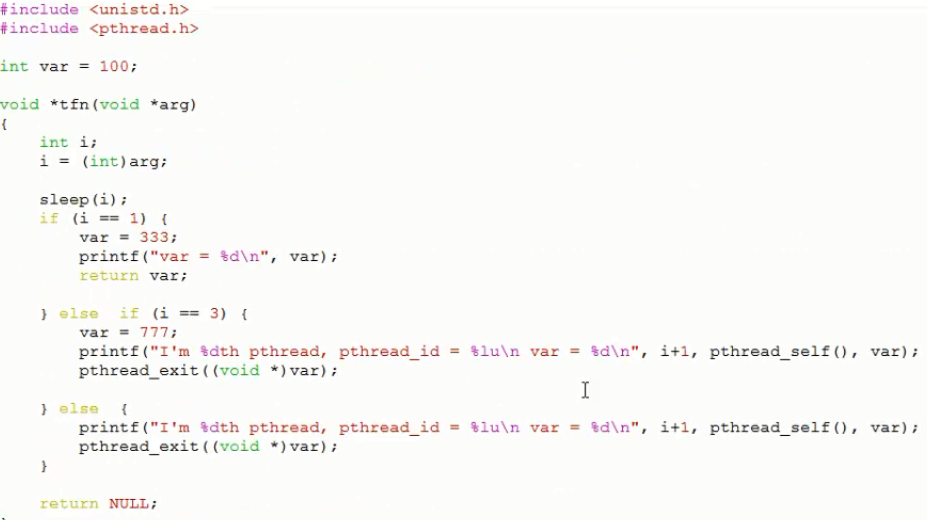 #include <unistd.h>
#include <pthread.h>
int var = 100;
void *tfn(void *arg)
{
    int i;
    i = (int)arg;
    sleep(i);
    if (i == 1) {
        var = 333;
        printf("var = %d\n", var);
        return var;
    } else  if (i == 3) {
        var = 777;
        printf("I'm %dth pthread, pthread_id = %lu\n var = %d\n", i+1, pthread_self(), var);
        pthread_exit((void *)var);
    } else  {
        printf("I'm %dth pthread, pthread_id = %lu\n var = %d\n", i+1, pthread_self(), var);
        pthread_exit((void *)var);
    }
    return NULL;